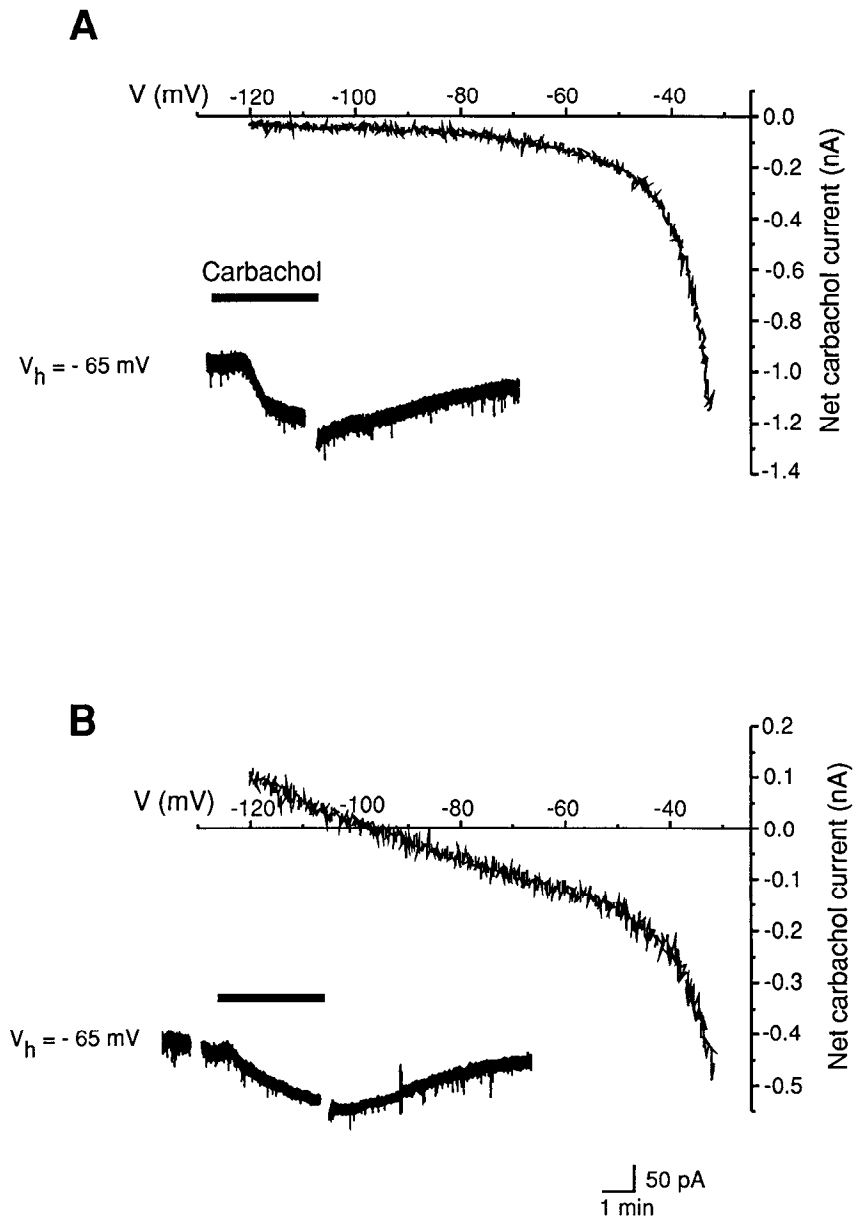 A
V (mV)
-120
-100
-80
-60
-40
0.0
-0.2
-0.4
-0.6
-0.8
-1.0
-1.2
-1.4
Net carbachol current (nA)
Carbachol
Vh = - 65 mV
B
V (mV)
-120
-100
-80
-60
-40
0.2
0.1
0.0
-0.1
-0.2
-0.3
-0.4
-0.5
Net carbachol current (nA)
Vh = - 65 mV
50 pA
1 min